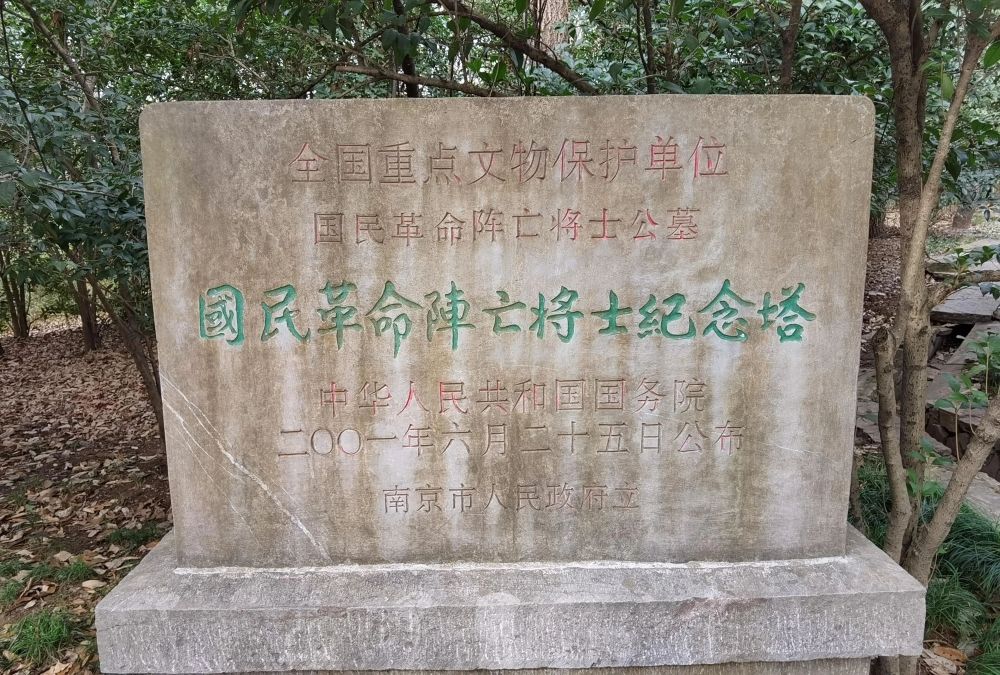 全国重点文物保护单位
国民革命阵亡将士公墓
國民革命陣亡将士紀念塔
中华人民共和国国务院
二〇〇一年六月二十五日公布
南京市人民政府立